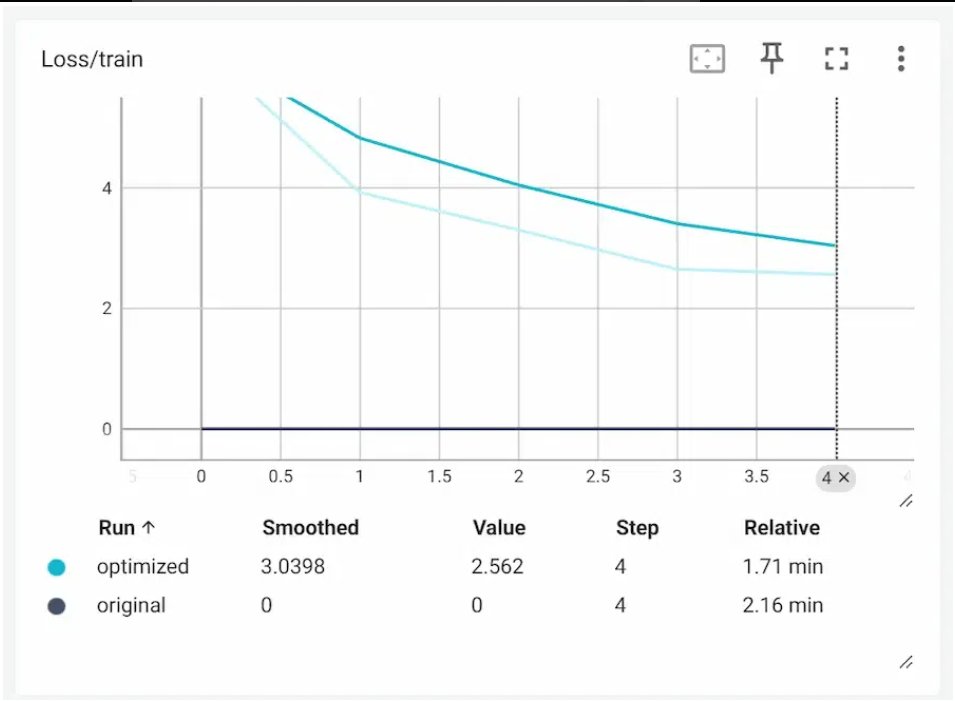 Loss/train
4
2
0
5 0 0.5 1 1.5 2 2.5 3 3.5 4 × 4
Run ↑ Smoothed Value Step Relative
optimized 3.0398 2.562 4 1.71 min
original 0 0 4 2.16 min